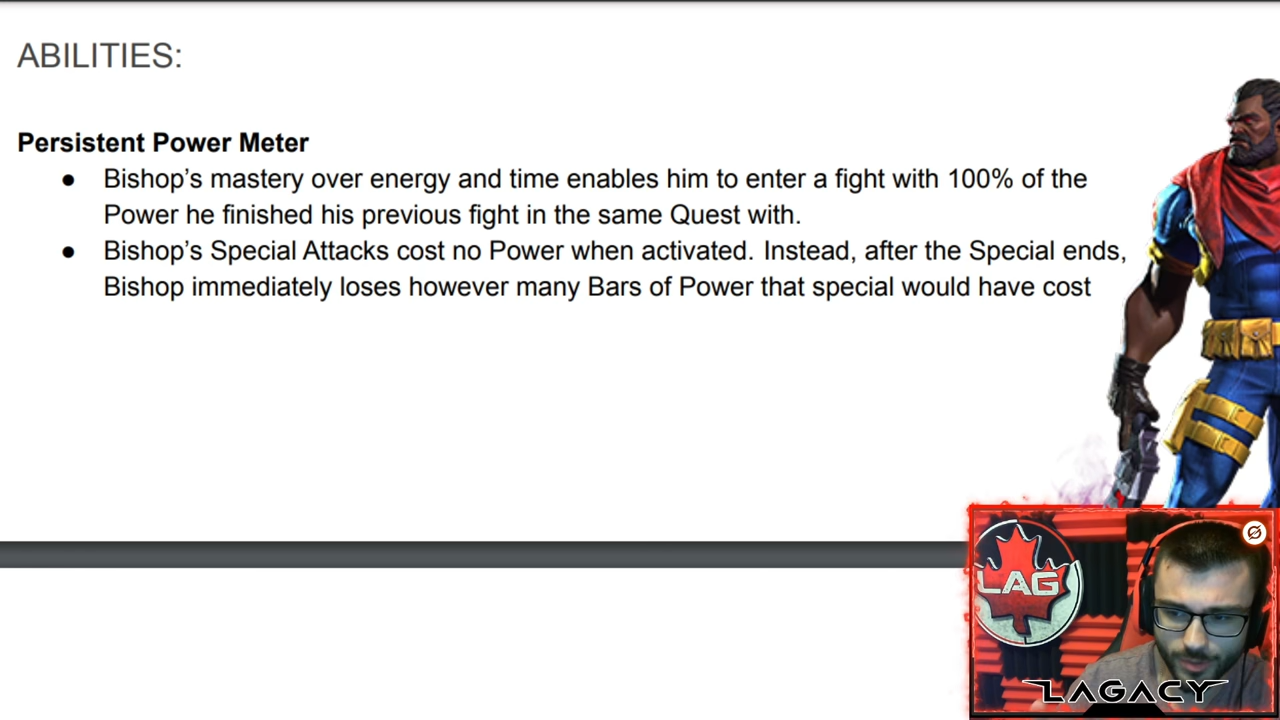 ABILITIES:
Persistent Power Meter
● Bishop’s mastery over energy and time enables him to enter a fight with 100% of the
Power he finished his previous fight in the same Quest with.
● Bishop’s Special Attacks cost no Power when activated. Instead, after the Special ends,
Bishop immediately loses however many Bars of Power that special would have cost
LAG
LAGACY